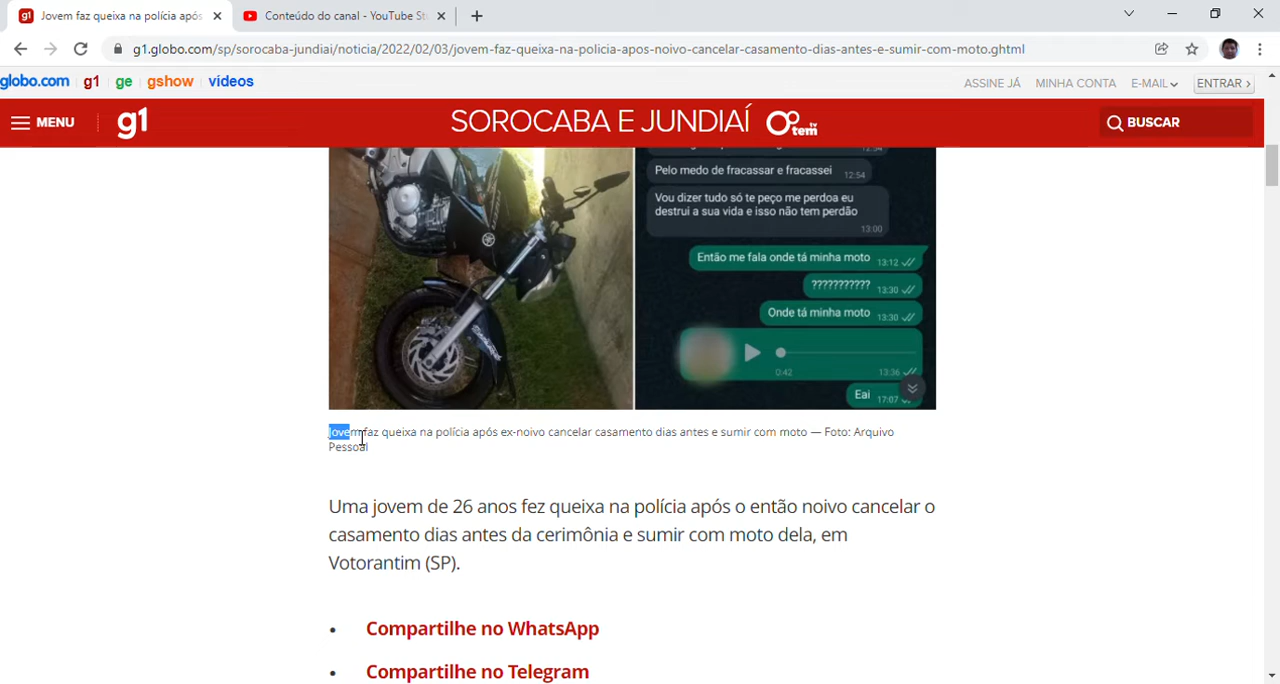 Jovem faz queixa na polícia após
Conteúdo do canal - YouTube St
g1.globo.com/sp/sorocaba-jundiai/noticia/2022/02/03/jovem-faz-queixa-na-policia-apos-noivo-cancelar-casamento-dias-antes-e-sumir-com-moto.ghtml
globo.com g1 ge gshow videos ASSINE JÁ MINHA CONTA E-MAIL ENTRAR
MENU g1 SOROCABA E JUNDIAÍ tem tv BUSCAR
12:54
Pelo medo de fracassar e fracassei 12:54
Vou dizer tudo só te peço me perdoa eu
destrui a sua vida e isso não tem perdão
13:00
Então me fala onde tá minha moto 13:12
??????????? 13:30
Onde tá minha moto 13:30
0:42 13:36
Eai 17:07
Jovem faz queixa na polícia após ex-noivo cancelar casamento dias antes e sumir com moto — Foto: Arquivo
Pessoal
Uma jovem de 26 anos fez queixa na polícia após o então noivo cancelar o
casamento dias antes da cerimônia e sumir com moto dela, em
Votorantim (SP).
• Compartilhe no WhatsApp
• Compartilhe no Telegram